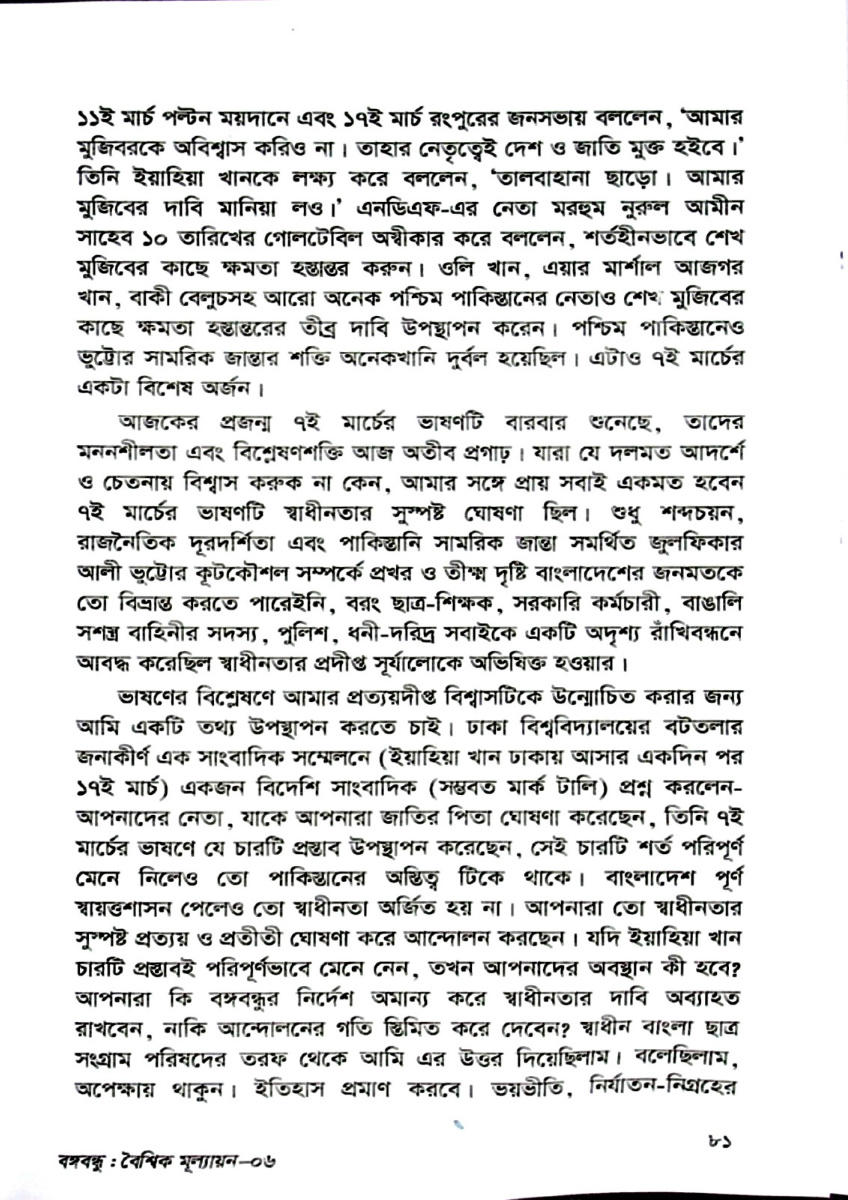 ১১ই মার্চ পল্টন ময়দানে এবং ১৭ই মার্চ রংপুরের জনসভায় বললেন, ‘আমার
মুজিবরকে অবিশ্বাস করিও না। তাহার নেতৃত্বেই দেশ ও জাতি মুক্ত হইবে।’
তিনি ইয়াহিয়া খানকে লক্ষ্য করে বললেন, ‘তালবাহানা ছাড়ো। আমার
মুজিবের দাবি মানিয়া লও।’ এনডিএফ-এর নেতা মরহুম নুরুল আমীন
সাহেব ১০ তারিখের গোলটেবিল অস্বীকার করে বললেন, শর্তহীনভাবে শেখ
মুজিবের কাছে ক্ষমতা হস্তান্তর করুন। ওলি খান, এয়ার মার্শাল আজগর
খান, বাকী বেলুচসহ আরো অনেক পশ্চিম পাকিস্তানের নেতাও শেখ মুজিবের
কাছে ক্ষমতা হস্তান্তরের তীব্র দাবি উপস্থাপন করেন। পশ্চিম পাকিস্তানেও
ভুট্টোর সামরিক জান্তার শক্তি অনেকখানি দুর্বল হয়েছিল। এটাও ৭ই মার্চের
একটা বিশেষ অর্জন।
আজকের প্রজন্ম ৭ই মার্চের ভাষণটি বারবার শুনেছে, তাদের
মননশীলতা এবং বিশ্লেষণশক্তি আজ অতীব প্রগাঢ়। যারা যে দলমত আদর্শে
ও চেতনায় বিশ্বাস করুক না কেন, আমার সঙ্গে প্রায় সবাই একমত হবেন
৭ই মার্চের ভাষণটি স্বাধীনতার সুস্পষ্ট ঘোষণা ছিল। শুধু শব্দচয়ন,
রাজনৈতিক দূরদর্শিতা এবং পাকিস্তানি সামরিক জান্তা সমর্থিত জুলফিকার
আলী ভুট্টোর কূটকৌশল সম্পর্কে প্রখর ও তীক্ষ্ম দৃষ্টি বাংলাদেশের জনমতকে
তো বিভ্রান্ত করতে পারেইনি, বরং ছাত্র-শিক্ষক, সরকারি কর্মচারী, বাঙালি
সশস্ত্র বাহিনীর সদস্য, পুলিশ, ধনী-দরিদ্র সবাইকে একটি অদৃশ্য রাঁখিবন্ধনে
আবদ্ধ করেছিল স্বাধীনতার প্রদীপ্ত সূর্যালোকে অভিষিক্ত হওয়ার।
ভাষণের বিশ্লেষণে আমার প্রত্যয়দীপ্ত বিশ্বাসটিকে উন্মোচিত করার জন্য
আমি একটি তথ্য উপস্থাপন করতে চাই। ঢাকা বিশ্ববিদ্যালয়ের বটতলার
জনাকীর্ণ এক সাংবাদিক সম্মেলনে (ইয়াহিয়া খান ঢাকায় আসার একদিন পর
১৭ই মার্চ) একজন বিদেশি সাংবাদিক (সম্ভবত মার্ক টালি) প্রশ্ন করলেন-
আপনাদের নেতা, যাকে আপনারা জাতির পিতা ঘোষণা করেছেন, তিনি ৭ই
মার্চের ভাষণে যে চারটি প্রস্তাব উপস্থাপন করেছেন, সেই চারটি শর্ত পরিপূর্ণ
মেনে নিলেও তো পাকিস্তানের অস্তিত্ব টিকে থাকে। বাংলাদেশ পূর্ণ
স্বায়ত্তশাসন পেলেও তো স্বাধীনতা অর্জিত হয় না। আপনারা তো স্বাধীনতার
সুস্পষ্ট প্রত্যয় ও প্রতীতী ঘোষণা করে আন্দোলন করছেন। যদি ইয়াহিয়া খান
চারটি প্রস্তাবই পরিপূর্ণভাবে মেনে নেন, তখন আপনাদের অবস্থান কী হবে?
আপনারা কি বঙ্গবন্ধুর নির্দেশ অমান্য করে স্বাধীনতার দাবি অব্যাহত
রাখবেন, নাকি আন্দোলনের গতি স্তিমিত করে দেবেন? স্বাধীন বাংলা ছাত্র
সংগ্রাম পরিষদের তরফ থেকে আমি এর উত্তর দিয়েছিলাম। বলেছিলাম,
অপেক্ষায় থাকুন। ইতিহাস প্রমাণ করবে। ভয়ভীতি, নির্যাতন-নিগ্রহের
৮১
বঙ্গবন্ধু : বৈশ্বিক মূল্যায়ন–০৬